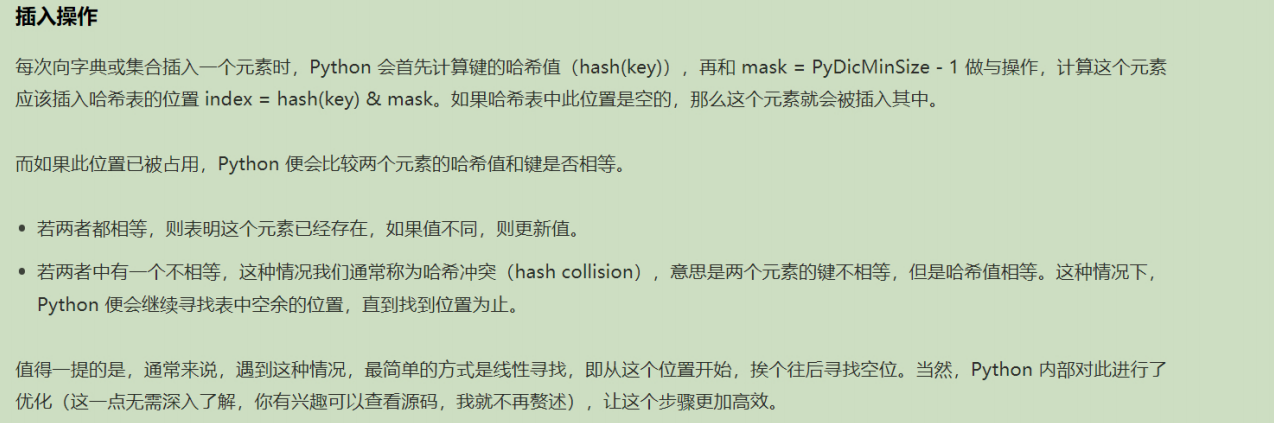 插入操作
每次向字典或集合插入一个元素时，Python 会首先计算键的哈希值（hash(key)），再和 mask = PyDicMinSize - 1 做与操作，计算这个元素
应该插入哈希表的位置 index = hash(key) & mask。如果哈希表中此位置是空的，那么这个元素就会被插入其中。
而如果此位置已被占用，Python 便会比较两个元素的哈希值和键是否相等。
• 若两者都相等，则表明这个元素已经存在，如果值不同，则更新值。
• 若两者中有一个不相等，这种情况我们通常称为哈希冲突（hash collision），意思是两个元素的键不相等，但是哈希值相等。这种情况下，
Python 便会继续寻找表中空余的位置，直到找到位置为止。
值得一提的是，通常来说，遇到这种情况，最简单的方式是线性寻找，即从这个位置开始，挨个往后寻找空位。当然，Python 内部对此进行了
优化（这一点无需深入了解，你有兴趣可以查看源码，我就不再赘述），让这个步骤更加高效。